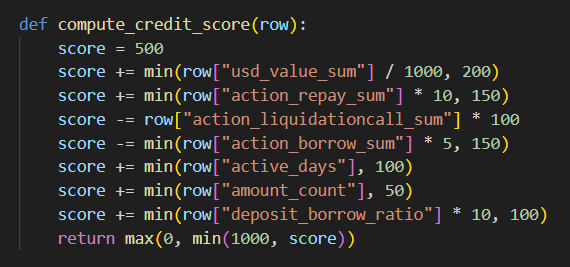 def compute_credit_score(row):
    score = 500
    score += min(row["usd_value_sum"] / 1000, 200)
    score += min(row["action_repay_sum"] * 10, 150)
    score -= row["action_liquidationcall_sum"] * 100
    score -= min(row["action_borrow_sum"] * 5, 150)
    score += min(row["active_days"], 100)
    score += min(row["amount_count"], 50)
    score += min(row["deposit_borrow_ratio"] * 10, 100)
    return max(0, min(1000, score))